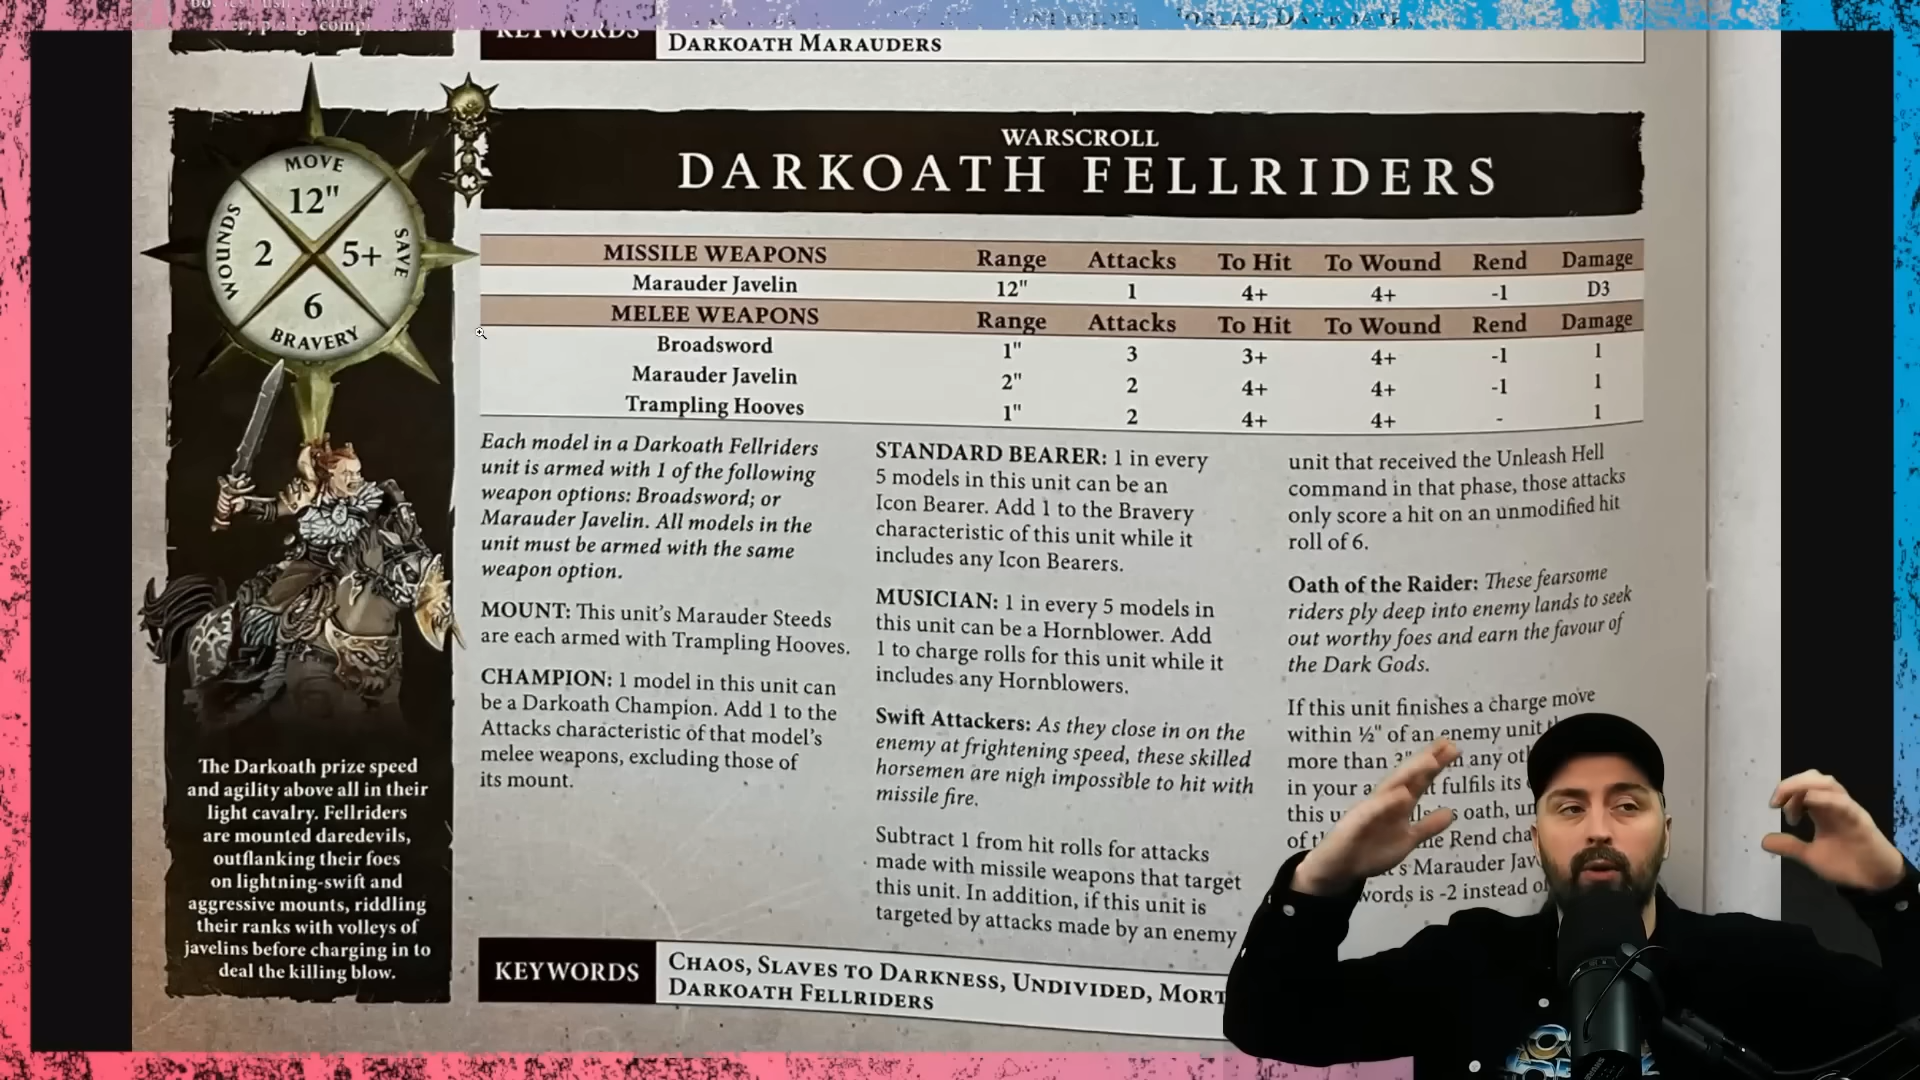 KEYWORDS
DARKOATH MARAUDERS
MOVE
12"
WOUNDS
2
5+
SAVE
6
BRAVERY
The Darkoath prize speed
and agility above all in their
light cavalry. Fellriders
are mounted daredevils,
outflanking their foes
on lightning-swift and
aggressive mounts, riddling
their ranks with volleys of
javelins before charging in to
deal the killing blow.
WARSCROLL
DARKOATH FELLRIDERS
MISSILE WEAPONS Range Attacks To Hit To Wound Rend Damage
Marauder Javelin 12" 1 4+ 4+ -1 D3
MELEE WEAPONS Range Attacks To Hit To Wound Rend Damage
Broadsword 1" 3 3+ 4+ -1 1
Marauder Javelin 2" 2 4+ 4+ -1 1
Trampling Hooves 1" 2 4+ 4+ - 1
Each model in a Darkoath Fellriders
unit is armed with 1 of the following
weapon options: Broadsword; or
Marauder Javelin. All models in the
unit must be armed with the same
weapon option.
MOUNT: This unit's Marauder Steeds
are each armed with Trampling Hooves.
CHAMPION: 1 model in this unit can
be a Darkoath Champion. Add 1 to the
Attacks characteristic of that model's
melee weapons, excluding those of
its mount.
STANDARD BEARER: 1 in every
5 models in this unit can be an
Icon Bearer. Add 1 to the Bravery
characteristic of this unit while it
includes any Icon Bearers.
MUSICIAN: 1 in every 5 models in
this unit can be a Hornblower. Add
1 to charge rolls for this unit while it
includes any Hornblowers.
Swift Attackers: As they close in on the
enemy at frightening speed, these skilled
horsemen are nigh impossible to hit with
missile fire.
Subtract 1 from hit rolls for attacks
made with missile weapons that target
this unit. In addition, if this unit is
targeted by attacks made by an enemy
unit that received the Unleash Hell
command in that phase, those attacks
only score a hit on an unmodified hit
roll of 6.
Oath of the Raider: These fearsome
riders ply deep into enemy lands to seek
out worthy foes and earn the favour of
the Dark Gods.
If this unit finishes a charge move
within ½" of an enemy unit
more than 3" any
in your fulfils its
this oath,
of Rend
Marauder
is -2 instead
KEYWORDS
CHAOS, SLAVES TO DARKNESS, UNDIVIDED,
DARKOATH FELLRIDERS